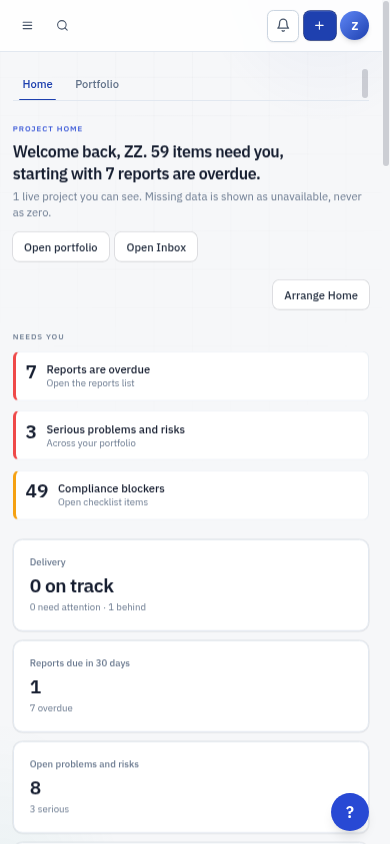 Z
Home
Portfolio
PROJECT HOME
Welcome back, ZZ. 59 items need you,
starting with 7 reports are overdue.
1 live project you can see. Missing data is shown as unavailable, never
as zero.
Open portfolio
Open Inbox
Arrange Home
NEEDS YOU
7
Reports are overdue
Open the reports list
3
Serious problems and risks
Across your portfolio
49
Compliance blockers
Open checklist items
Delivery
0 on track
0 need attention · 1 behind
Reports due in 30 days
1
7 overdue
Open problems and risks
8
3 serious
?